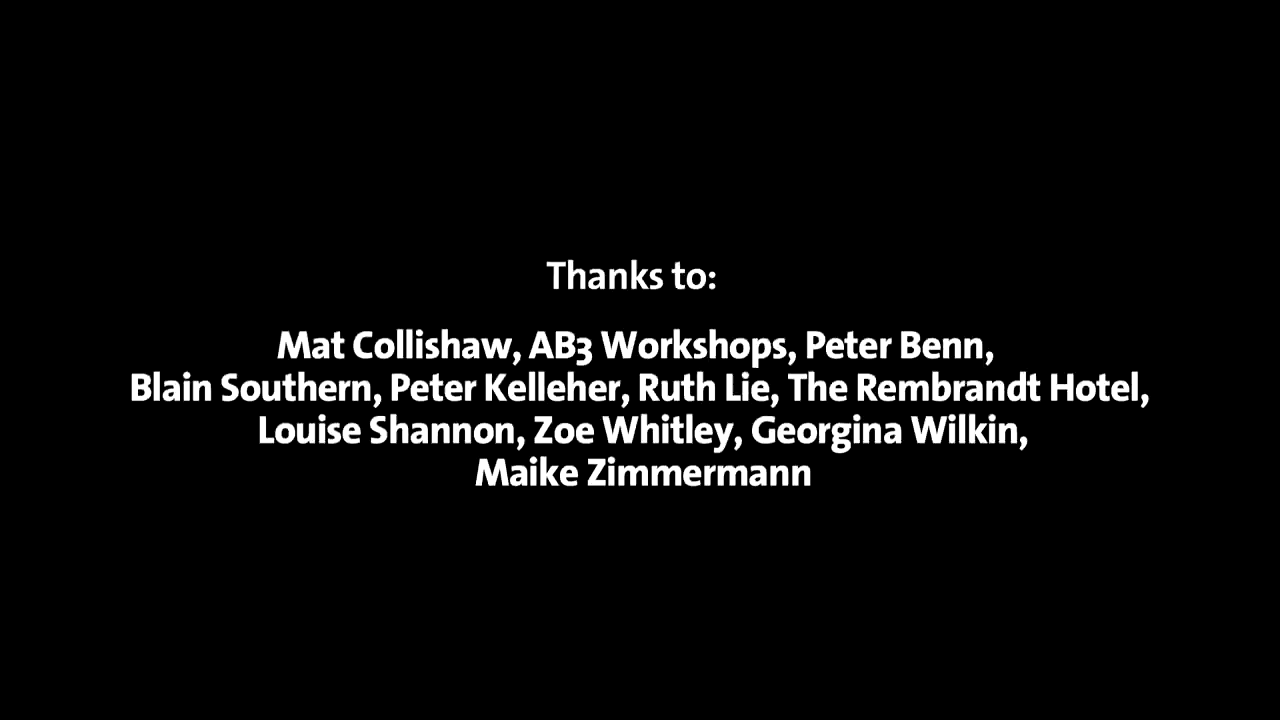 Thanks to:
Mat Collishaw, AB3 Workshops, Peter Benn,
Blain Southern, Peter Kelleher, Ruth Lie, The Rembrandt Hotel,
Louise Shannon, Zoe Whitley, Georgina Wilkin,
Maike Zimmermann